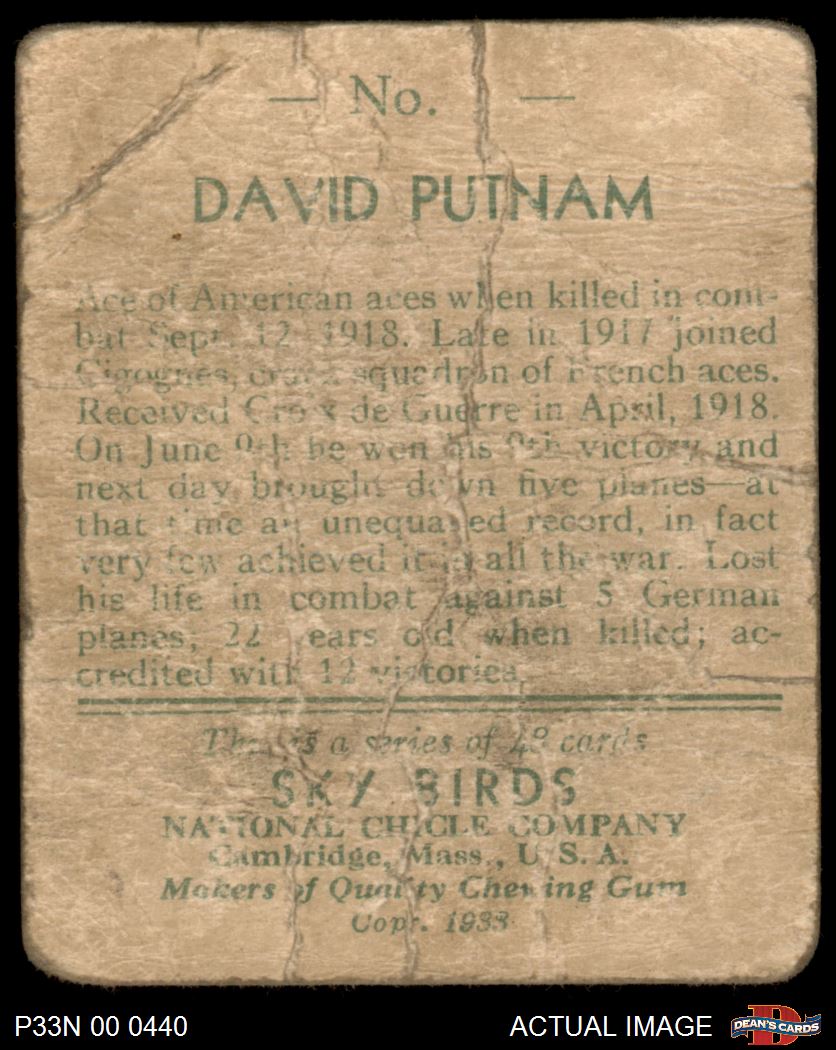 — No. —
DAVID PUTNAM
Ace of American aces when killed in com-
bat Sept. 12, 1918. Late in 1917 joined
Cigognes, crack squadron of French aces.
Received Croix de Guerre in April, 1918.
On June 9th he won his 9th victory and
next day brought down five planes—at
that time an unequaled record, in fact
very few achieved it in all the war. Lost
his life in combat against 5 German
planes; 22 years old when killed; ac-
credited with 12 victories.
This is a series of 48 cards
SKY BIRDS
NATIONAL CHICLE COMPANY
Cambridge, Mass., U. S. A.
Makers of Quality Chewing Gum
Copr. 1933
P33N 00 0440
ACTUAL IMAGE
D
DEAN'S CARDS